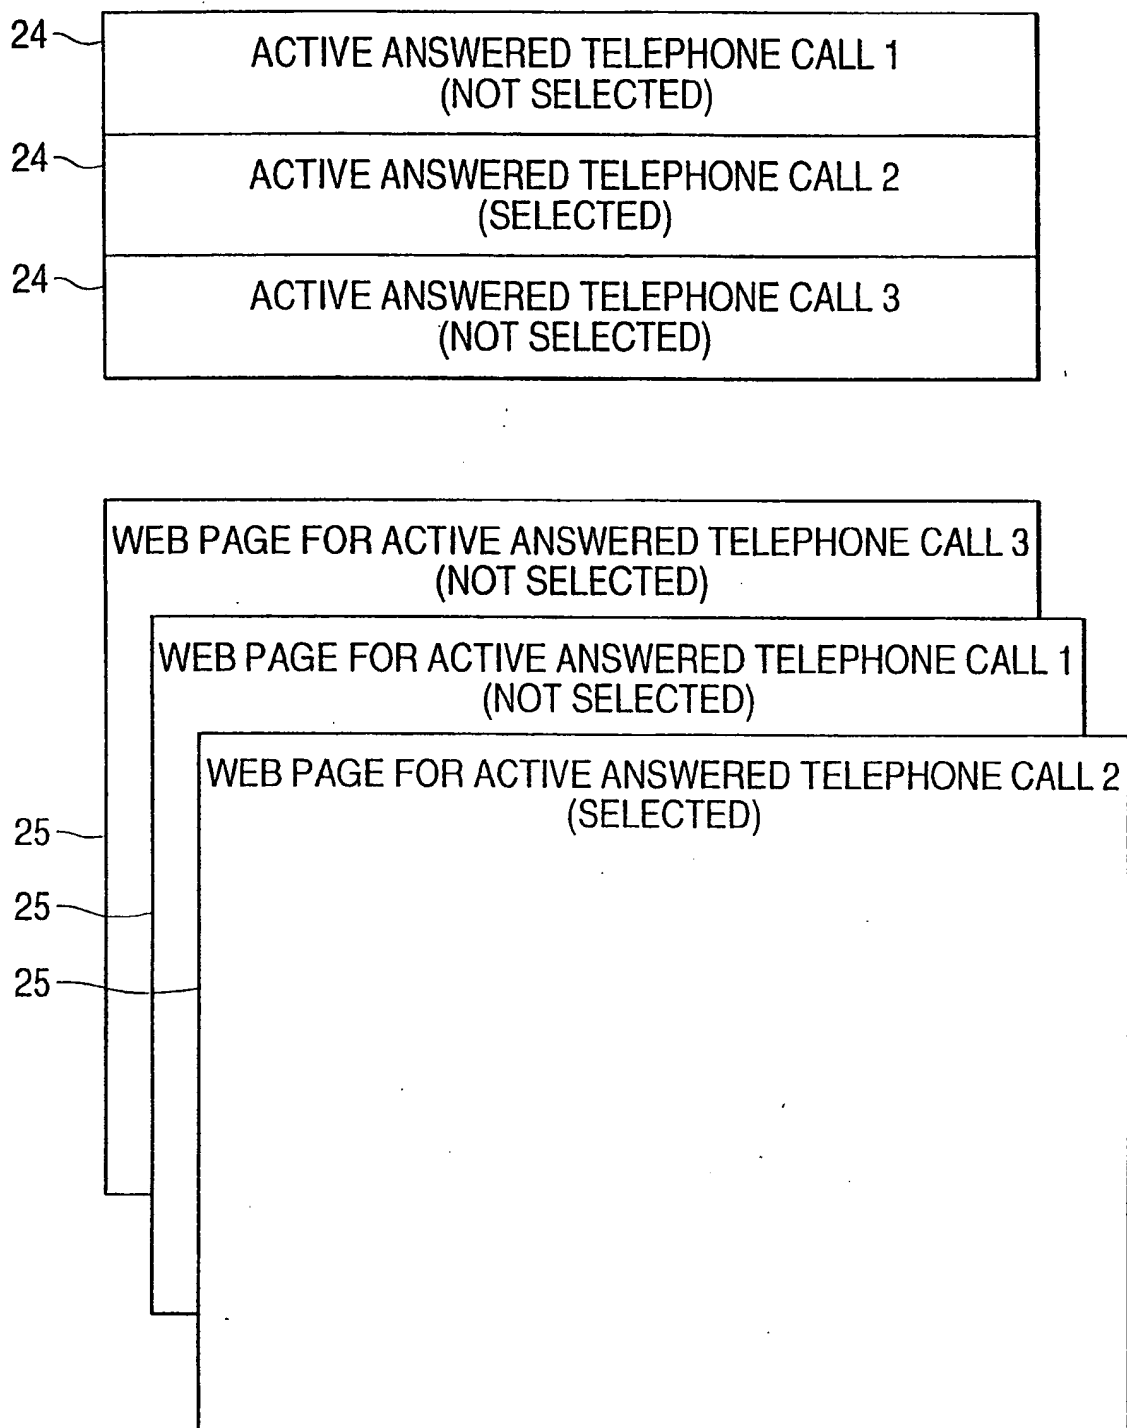 24
ACTIVE ANSWERED TELEPHONE CALL 1
(NOT SELECTED)
24
ACTIVE ANSWERED TELEPHONE CALL 2
(SELECTED)
24
ACTIVE ANSWERED TELEPHONE CALL 3
(NOT SELECTED)
WEB PAGE FOR ACTIVE ANSWERED TELEPHONE CALL 3
(NOT SELECTED)
WEB PAGE FOR ACTIVE ANSWERED TELEPHONE CALL 1
(NOT SELECTED)
WEB PAGE FOR ACTIVE ANSWERED TELEPHONE CALL 2
(SELECTED)
25
25
25